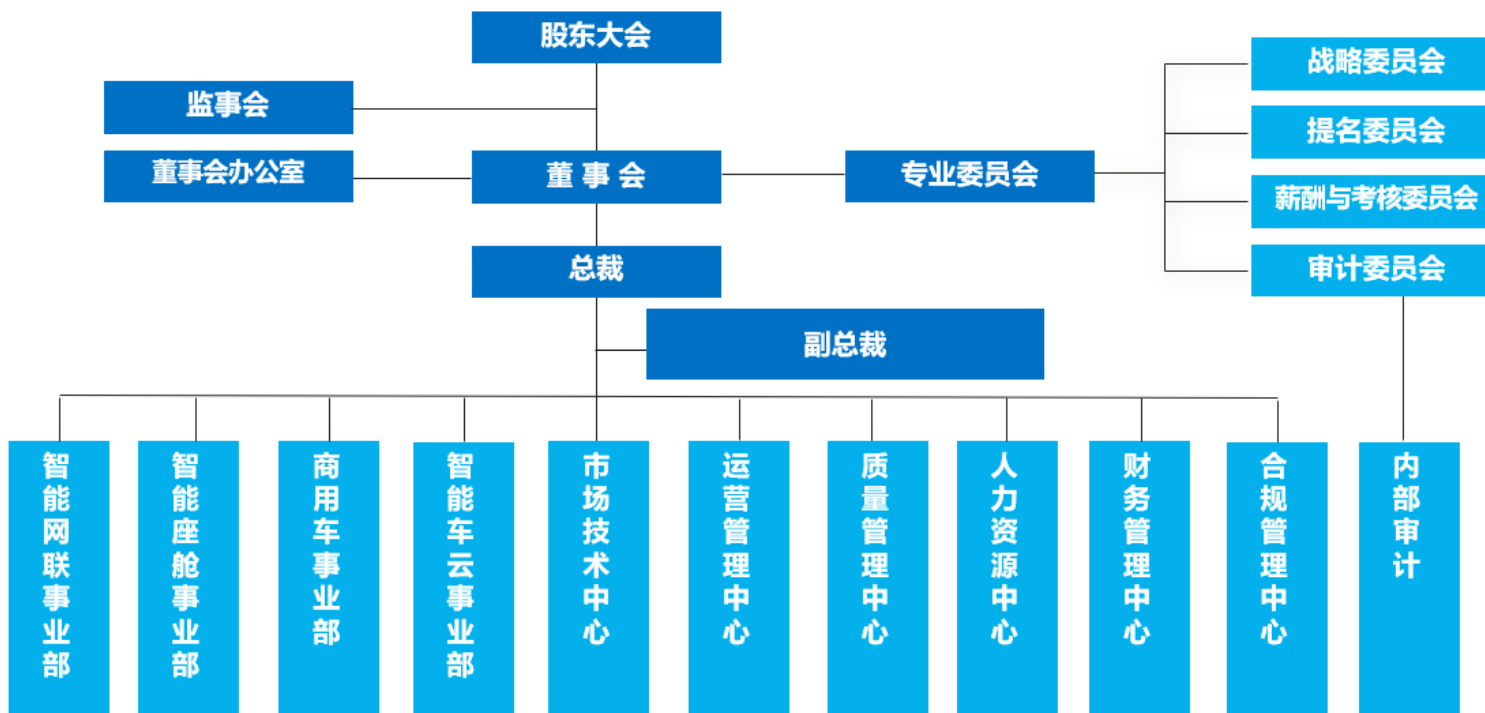 股东大会
战略委员会
监事会
提名委员会
董事会办公室
董 事 会
专业委员会
薪酬与考核委员会
总裁
审计委员会
副总裁
智能网联事业部
智能座舱事业部
商用车事业部
智能车云事业部
市场技术中心
运营管理中心
质量管理中心
人力资源中心
财务管理中心
合规管理中心
内部审计